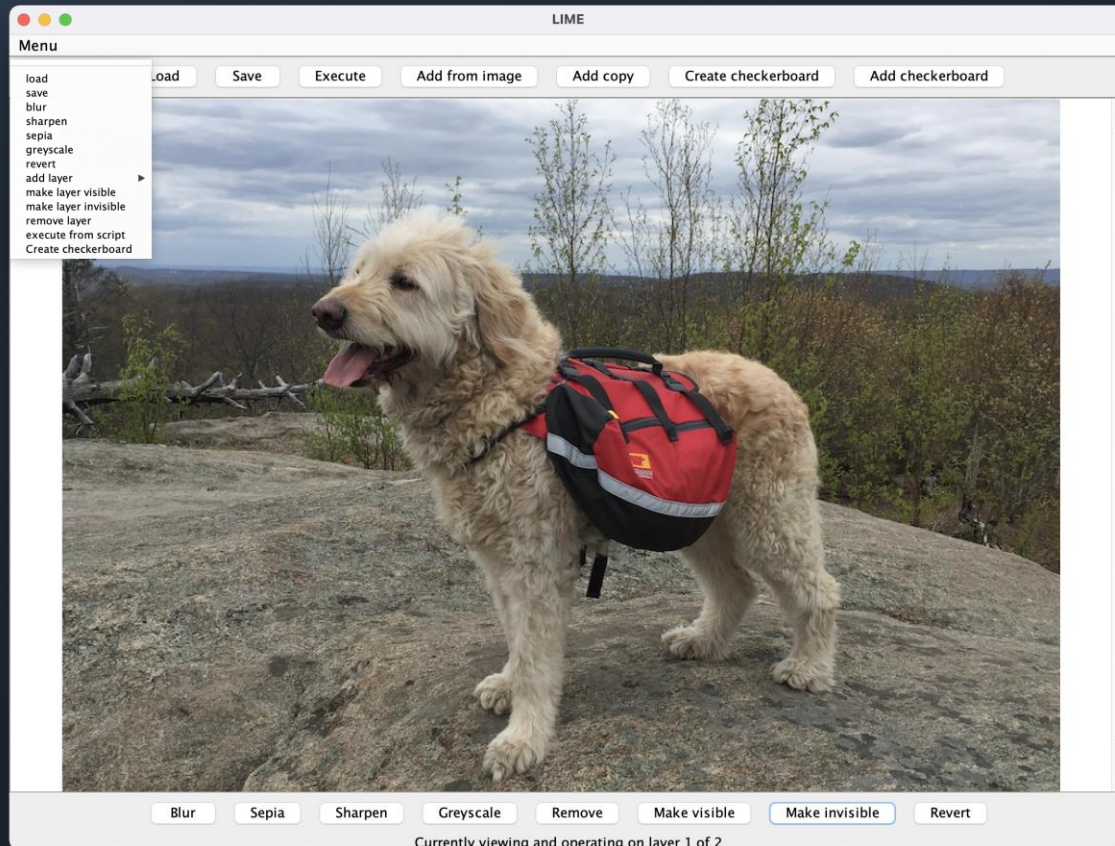 LIME
Menu
Load Save Execute Add from image Add copy Create checkerboard Add checkerboard
load
save
blur
sharpen
sepia
greyscale
revert
add layer
make layer visible
make layer invisible
remove layer
execute from script
Create checkerboard
Blur Sepia Sharpen Greyscale Remove Make visible Make invisible Revert
Currently viewing and operating on layer 1 of 2